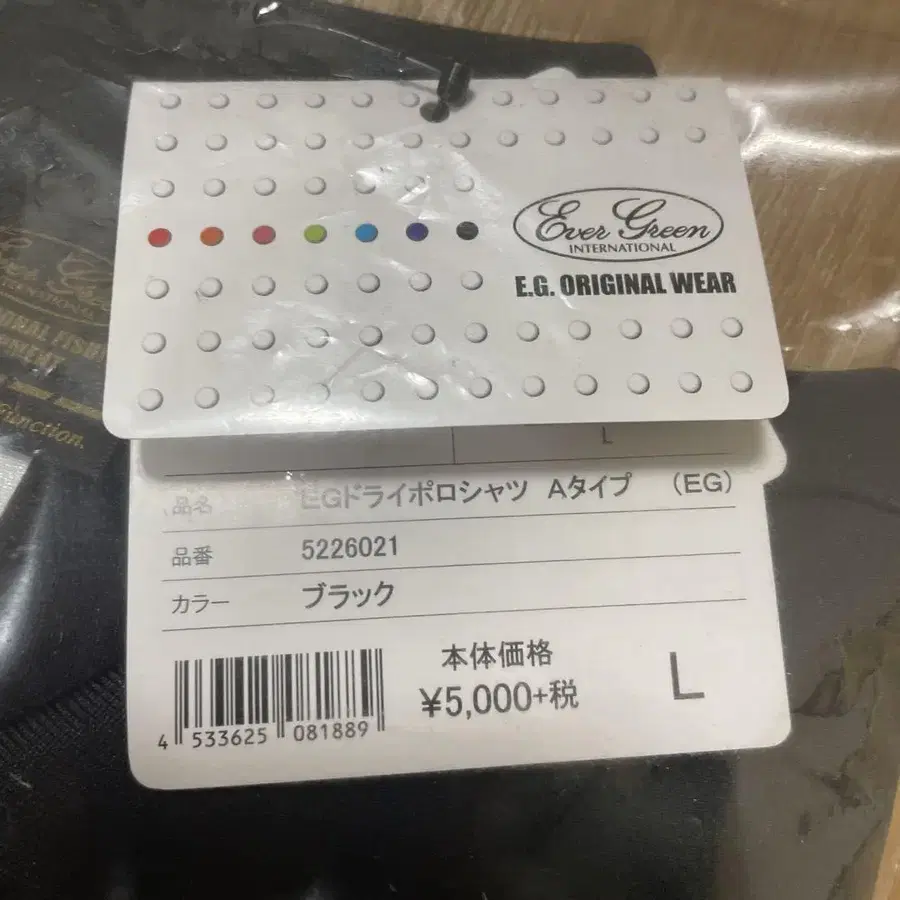 Ever Green
INTERNATIONAL
E.G. ORIGINAL WEAR
Ever Green
L
品名 EGドライポロシャツ Aタイプ (EG)
品番 5226021
カラー ブラック
本体価格
¥5,000+税
L
4 533625 081889